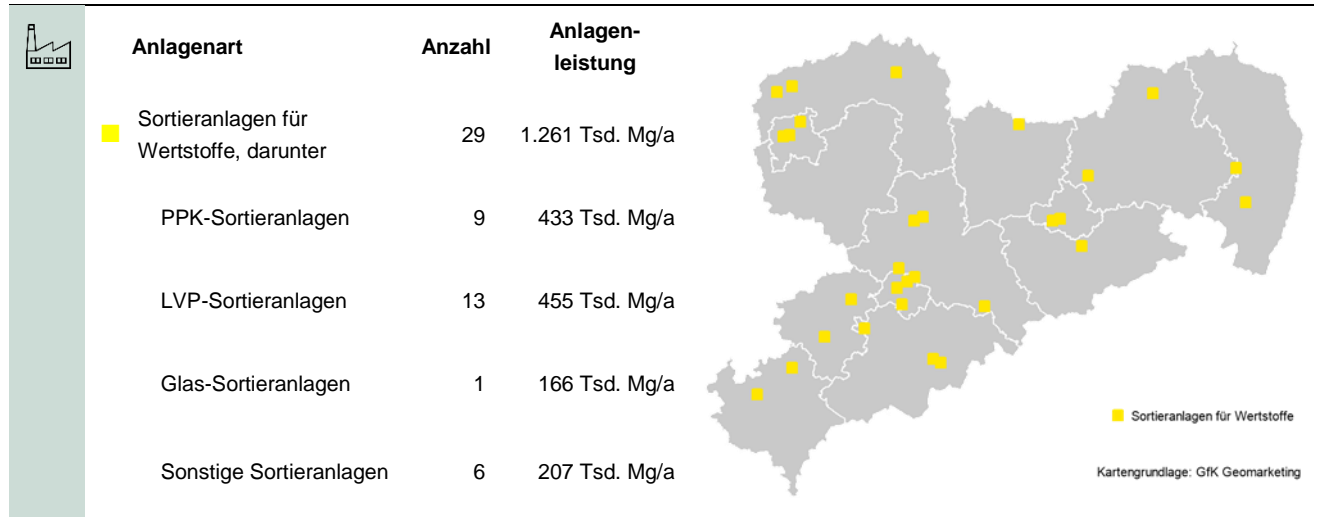 Anlagenart Anzahl Anlagen-
leistung
Sortieranlagen für
Wertstoffe, darunter 29 1.261 Tsd. Mg/a
PPK-Sortieranlagen 9 433 Tsd. Mg/a
LVP-Sortieranlagen 13 455 Tsd. Mg/a
Glas-Sortieranlagen 1 166 Tsd. Mg/a
Sonstige Sortieranlagen 6 207 Tsd. Mg/a
Sortieranlagen für Wertstoffe
Kartengrundlage: GfK Geomarketing